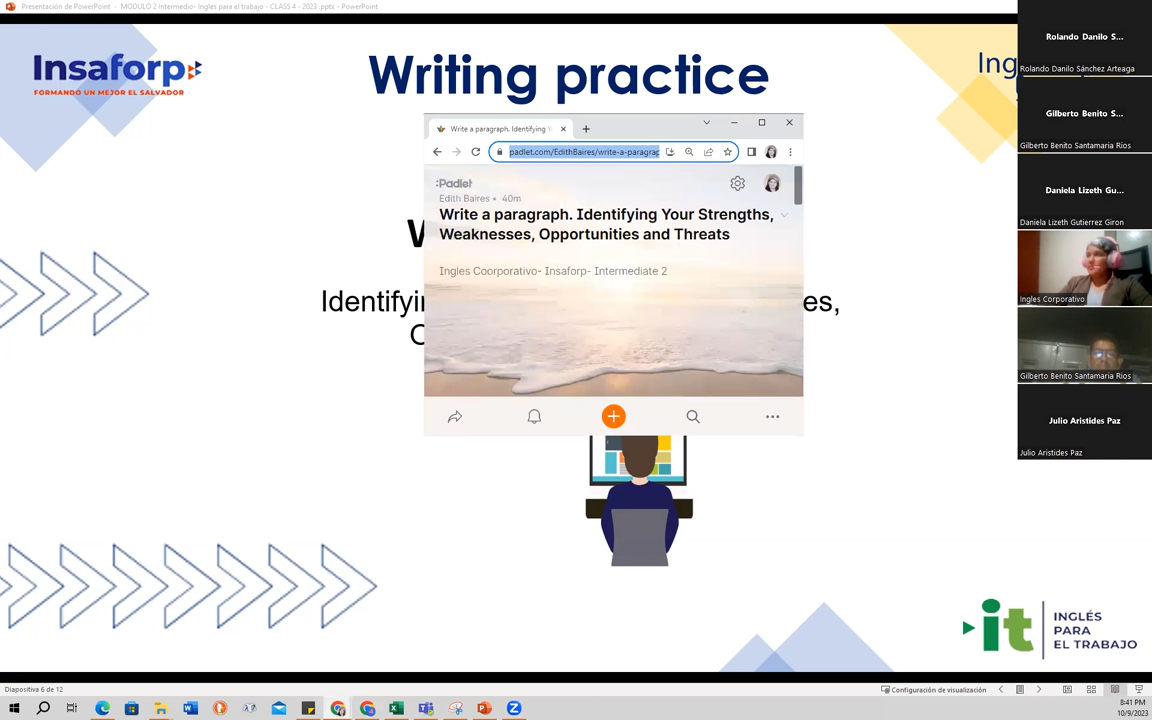 Presentación de PowerPoint - MODULO 2 Intermedio- Ingles para el trabajo - CLASS 4 - 2023 .pptx - PowerPoint
Insaforp
FORMANDO UN MEJOR EL SALVADOR
Writing practice
Ing
Write a paragraph. Identifying
padlet.com/EdithBaires/write-a-paragrap
:Padlet
Edith Baires • 40m
Write a paragraph. Identifying Your Strengths,
Weaknesses, Opportunities and Threats
Ingles Coorporativo- Insaforp- Intermediate 2
W
Identifyi
es,
Rolando Danilo S...
Rolando Danilo Sánchez Arteaga
Gilberto Benito S...
Gilberto Benito Santamaria Rios
Daniela Lizeth Gu...
Daniela Lizeth Gutierrez Giron
Ingles Corporativo
Gilberto Benito Santamaria Rios
Julio Aristides Paz
Julio Aristides Paz
it
INGLÉS
PARA
EL TRABAJO
Diapositiva 6 de 12
Configuración de visualización
8:41 PM
10/9/2023